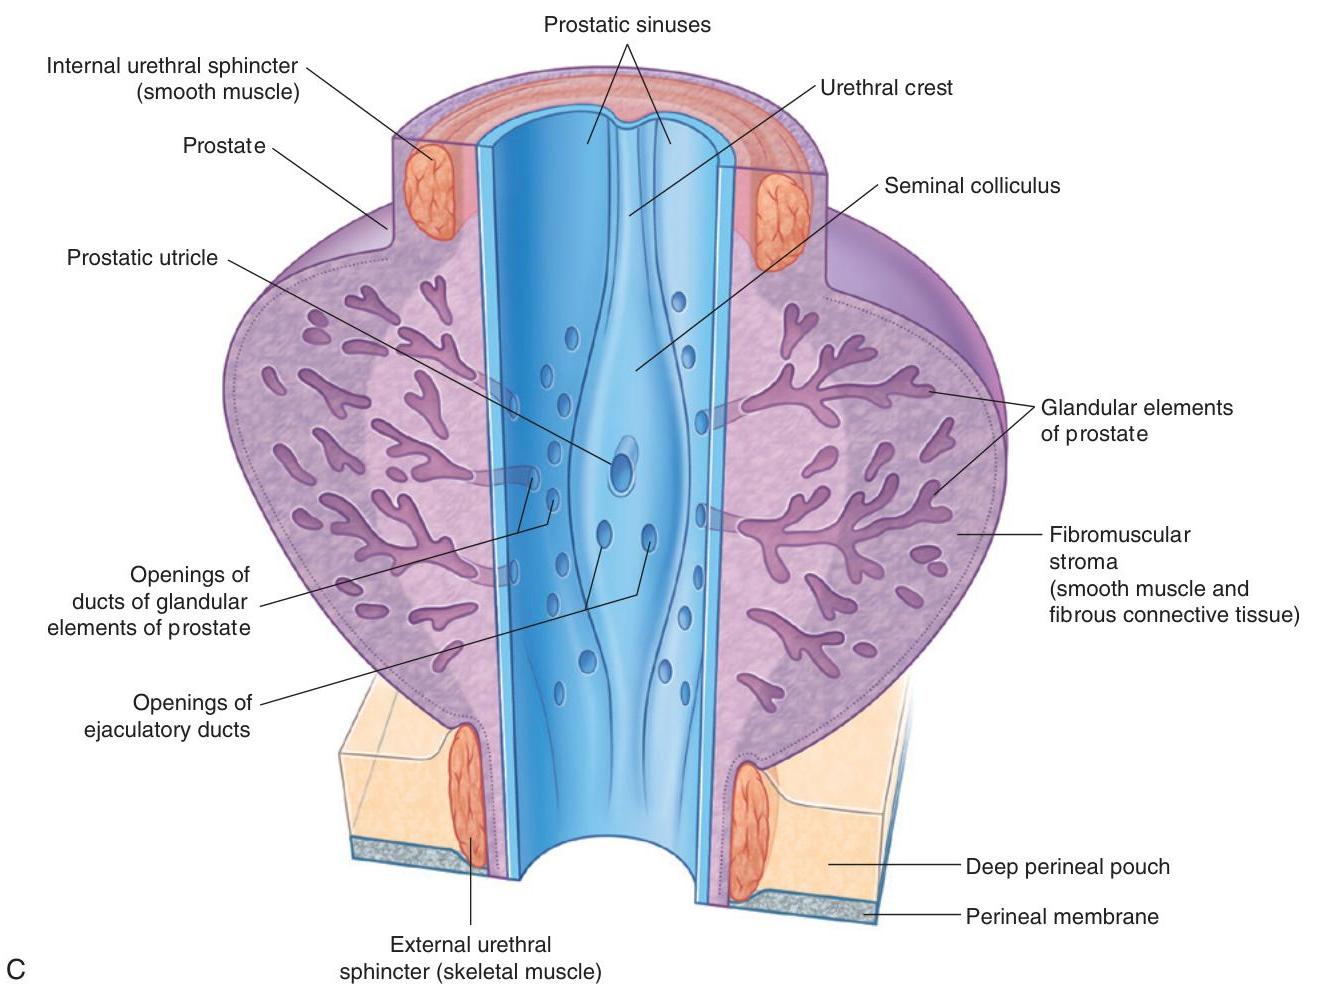 Prostatic sinuses
Internal urethral sphincter
(smooth muscle)
Urethral crest
Prostate
Seminal colliculus
Prostatic utricle
Glandular elements
of prostate
Fibromuscular
stroma
(smooth muscle and
fibrous connective tissue)
Openings of
ducts of glandular
elements of prostate
Openings of
ejaculatory ducts
Deep perineal pouch
Perineal membrane
External urethral
sphincter (skeletal muscle)
C